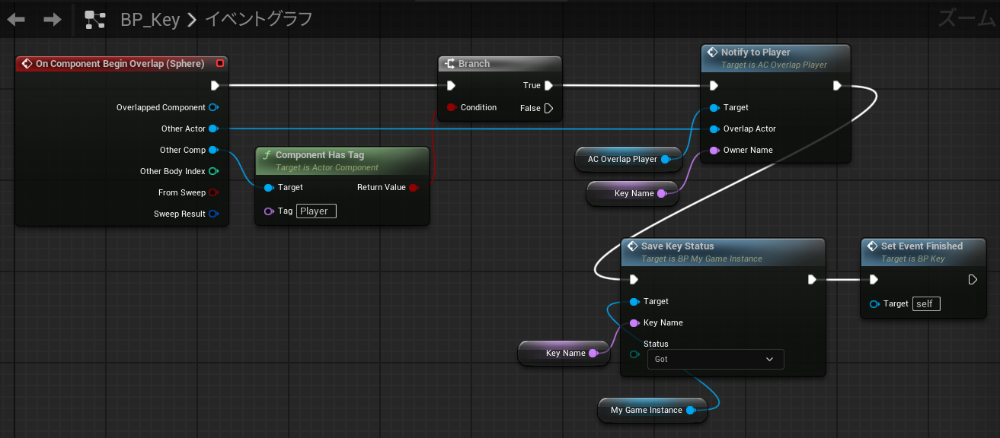 BP_Key > イベントグラフ
ズーム
On Component Begin Overlap (Sphere)
Overlapped Component
Other Actor
Other Comp
Other Body Index
From Sweep
Sweep Result
Component Has Tag
Target is Actor Component
Target
Return Value
Tag
Player
Branch
True
Condition
False
Notify to Player
Target is AC Overlap Player
Target
Overlap Actor
Owner Name
AC Overlap Player
Key Name
Save Key Status
Target is BP My Game Instance
Target
Key Name
Status
Got
Key Name
My Game Instance
Set Event Finished
Target is BP Key
Target
self